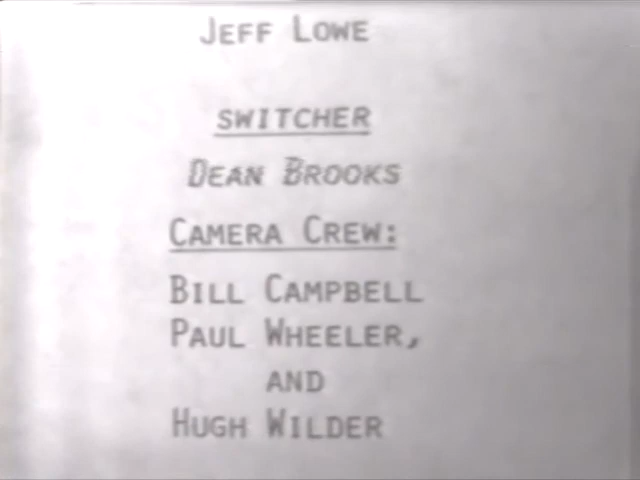 JEFF LOWE
SWITCHER
DEAN BROOKS
CAMERA CREW:
BILL CAMPBELL
PAUL WHEELER,
AND
HUGH WILDER